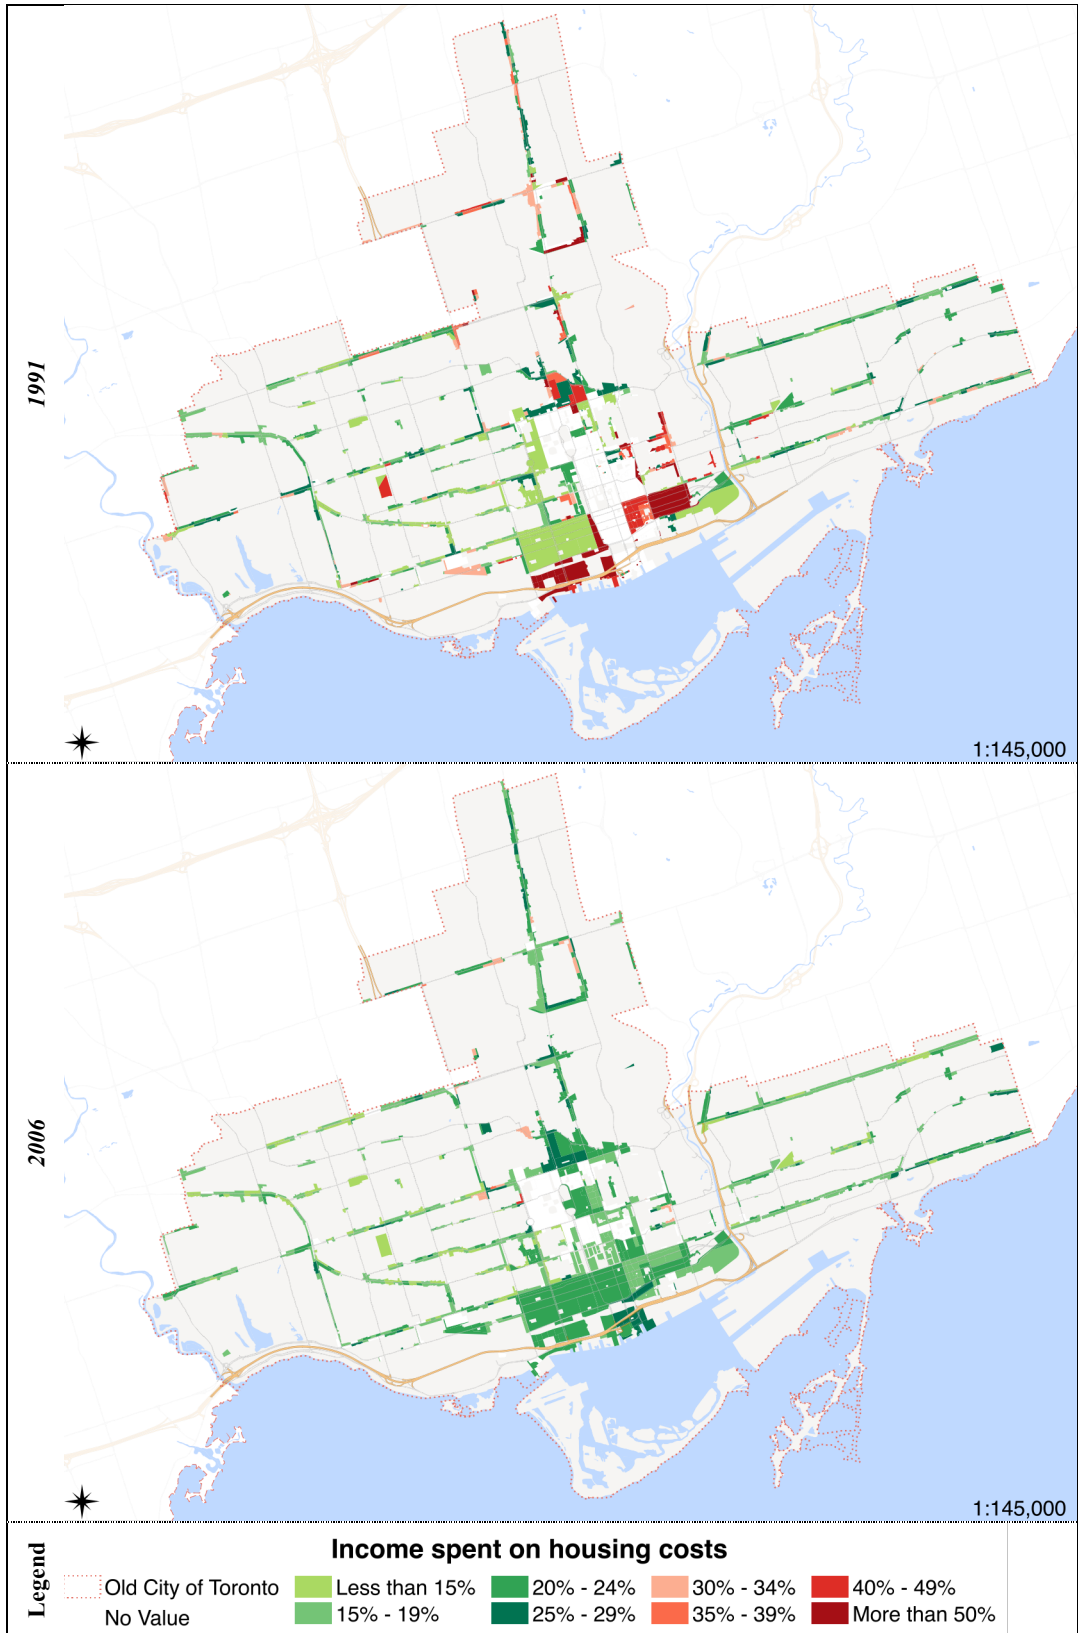 1991
1:145,000
2006
1:145,000
Legend
Income spent on housing costs
Old City of Toronto
No Value
Less than 15%
15% - 19%
20% - 24%
25% - 29%
30% - 34%
35% - 39%
40% - 49%
More than 50%